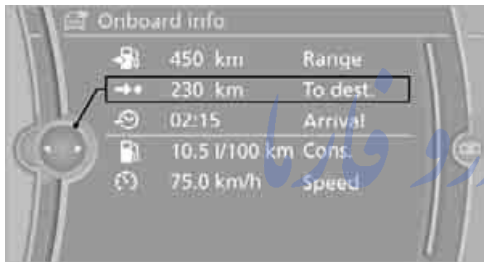 Onboard info
450 km Range
230 km To dest.
02:15 Arrival
10.5 l/100 km Cons.
75.0 km/h Speed